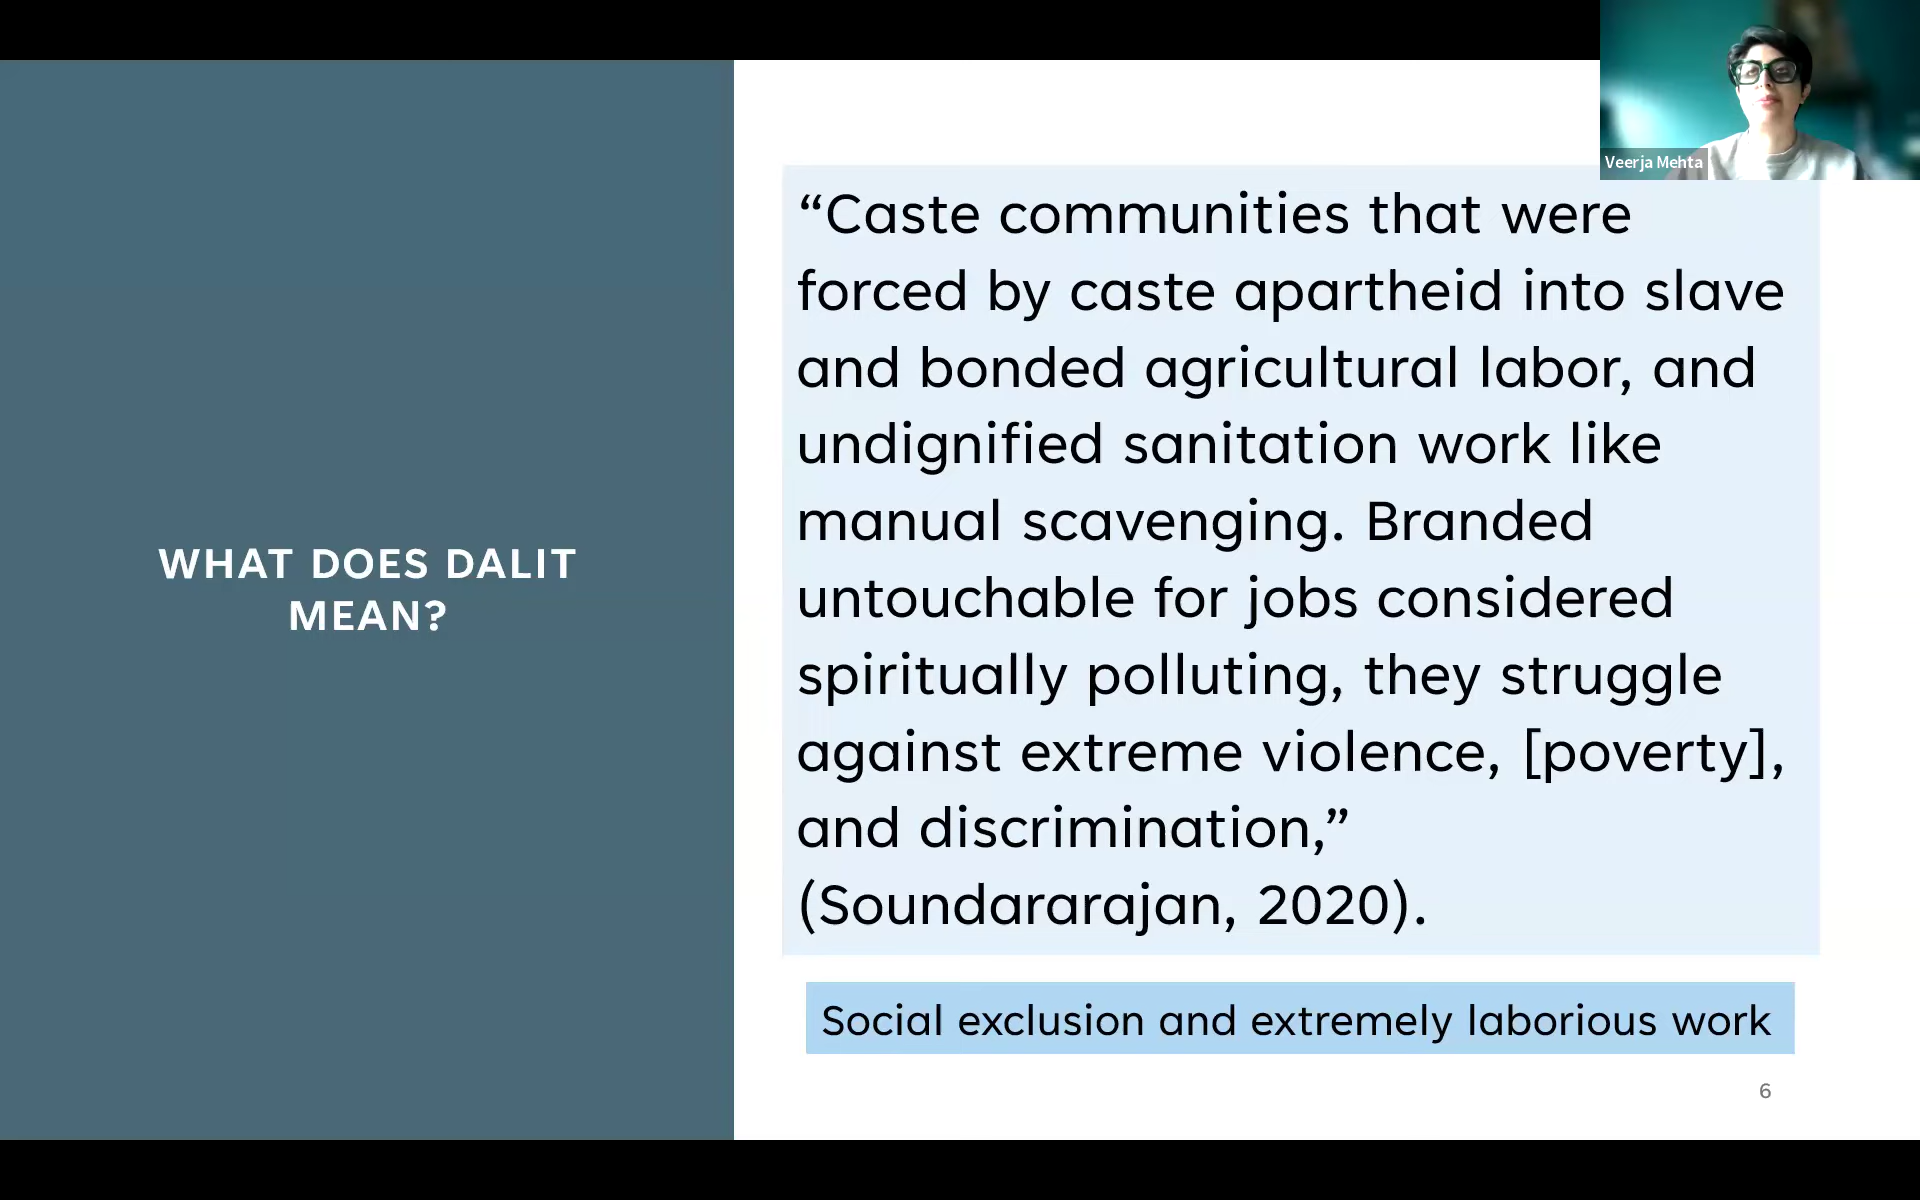 Veerja Mehta
WHAT DOES DALIT
MEAN?
“Caste communities that were
forced by caste apartheid into slave
and bonded agricultural labor, and
undignified sanitation work like
manual scavenging. Branded
untouchable for jobs considered
spiritually polluting, they struggle
against extreme violence, [poverty],
and discrimination,”
(Soundararajan, 2020).
Social exclusion and extremely laborious work
6